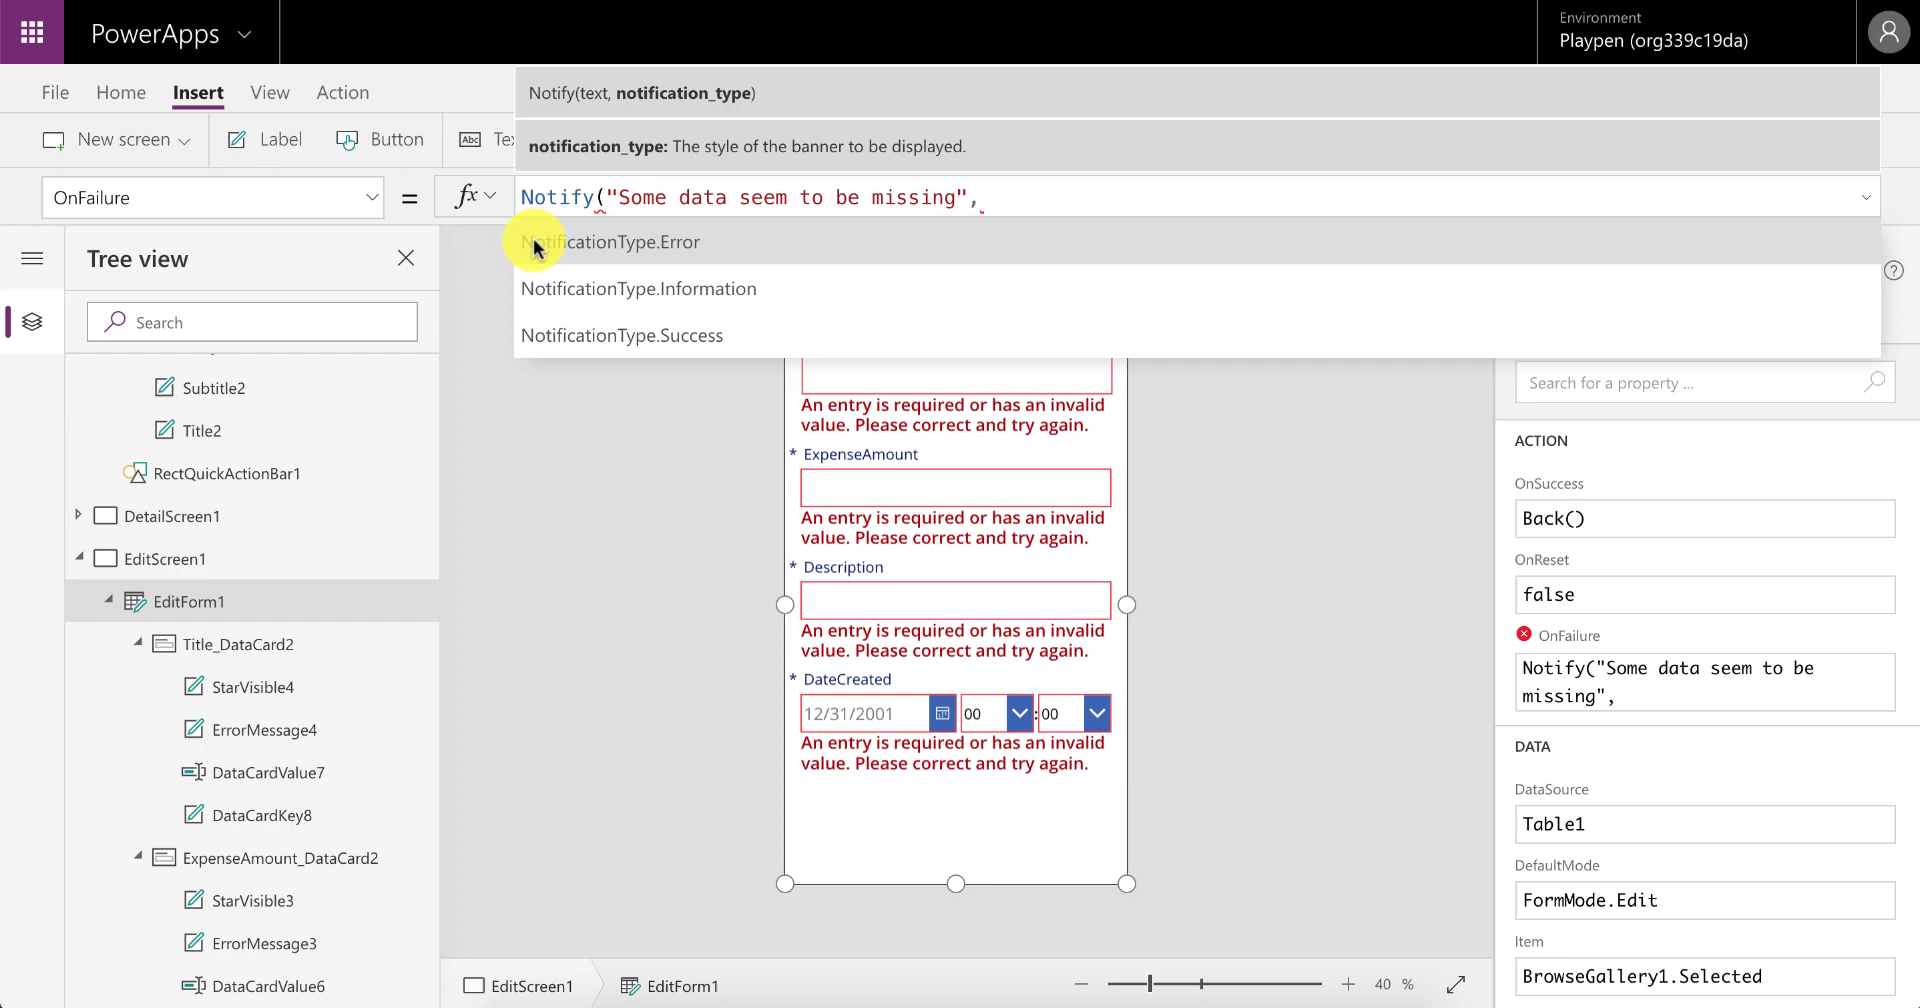 PowerApps
Environment
Playpen (org339c19da)
File Home Insert View Action
Notify(text, notification_type)
New screen Label Button Abc
notification_type: The style of the banner to be displayed.
OnFailure = fx Notify("Some data seem to be missing",
NotificationType.Error
NotificationType.Information
NotificationType.Success
Tree view
Search
Subtitle2
Title2
RectQuickActionBar1
DetailScreen1
EditScreen1
EditForm1
Title_DataCard2
StarVisible4
ErrorMessage4
DataCardValue7
DataCardKey8
ExpenseAmount_DataCard2
StarVisible3
ErrorMessage3
DataCardValue6
An entry is required or has an invalid
value. Please correct and try again.
* ExpenseAmount
An entry is required or has an invalid
value. Please correct and try again.
* Description
An entry is required or has an invalid
value. Please correct and try again.
* DateCreated
12/31/2001 00 : 00
An entry is required or has an invalid
value. Please correct and try again.
EditScreen1 EditForm1
40 %
Search for a property ...
ACTION
OnSuccess
Back()
OnReset
false
OnFailure
Notify("Some data seem to be
missing",
DATA
DataSource
Table1
DefaultMode
FormMode.Edit
Item
BrowseGallery1.Selected